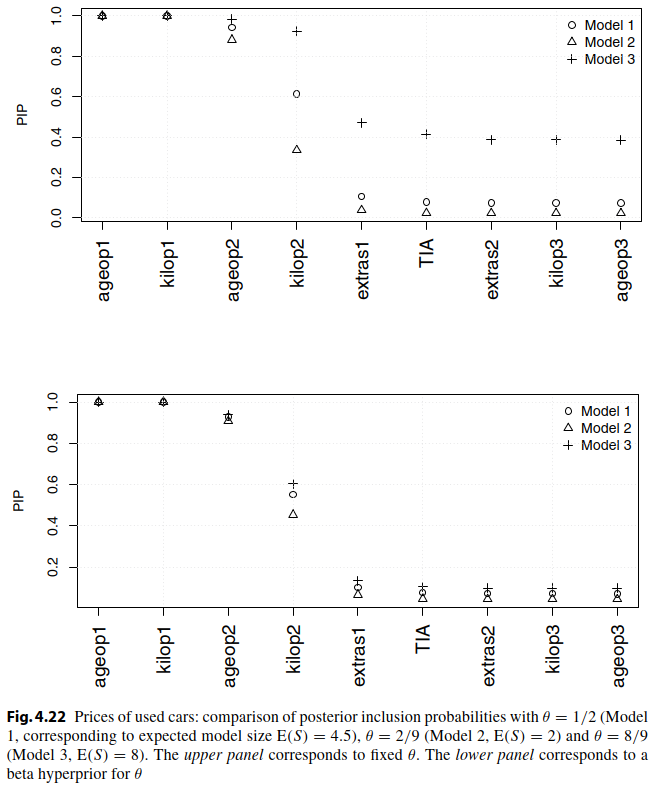 PIP
1.0
0.8
0.6
0.4
0.2
0.0
Model 1
Model 2
Model 3
ageop1
kilop1
ageop2
kilop2
extras1
TIA
extras2
kilop3
ageop3
PIP
1.0
0.8
0.6
0.4
0.2
Model 1
Model 2
Model 3
ageop1
kilop1
ageop2
kilop2
extras1
TIA
extras2
kilop3
ageop3
Fig. 4.22 Prices of used cars: comparison of posterior inclusion probabilities with θ = 1/2 (Model
1, corresponding to expected model size E(S) = 4.5), θ = 2/9 (Model 2, E(S) = 2) and θ = 8/9
(Model 3, E(S) = 8). The upper panel corresponds to fixed θ. The lower panel corresponds to a
beta hyperprior for θ